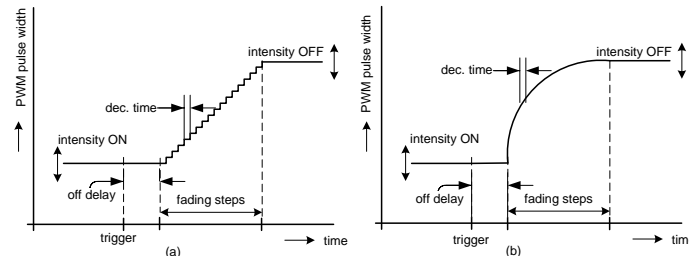 PWM pulse width
intensity OFF
dec. time
intensity ON
off delay
fading steps
trigger
time
(a)
PWM pulse width
intensity OFF
dec. time
intensity ON
off delay
fading steps
trigger
tim
(b)